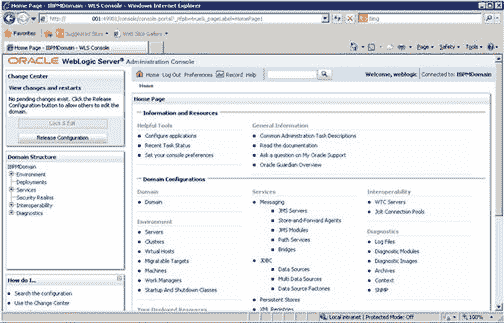 Home Page - WLS Console - Windows Internet Explorer
http://
001:49901/console/console.portal?_nfpb=true&_pageLabel=HomePage1
Bing
Favorites
Suggested Sites
Web Slice Gallery
Home Page - IBPMDomain - WLS Console
Page
Safety
Tools
ORACLE WebLogic Server® Administration Console
Change Center
View changes and restarts
No pending changes exist. Click the Release
Configuration button to allow others to edit the
domain.
Lock & Edit
Release Configuration
Domain Structure
IBPMDomain
Environment
Deployments
Services
Security Realms
Interoperability
Diagnostics
How do I...
Search the configuration
Use the Change Center
Home Log Out Preferences Record Help
Welcome, weblogic
Connected to: IBPMDomain
Home
Home Page
Information and Resources
Helpful Tools
Configure applications
Recent Task Status
Set your console preferences
General Information
Common Administration Task Descriptions
Read the documentation
Ask a question on My Oracle Support
Oracle Guardian Overview
Domain Configurations
Domain
Domain
Environment
Servers
Clusters
Virtual Hosts
Migratable Targets
Machines
Work Managers
Startup And Shutdown Classes
Your Deployed Resources
Services
Messaging
JMS Servers
Store-and-Forward Agents
JMS Modules
Path Services
Bridges
JDBC
Data Sources
Multi Data Sources
Data Source Factories
Persistent Stores
XML Registries
Interoperability
WTC Servers
Jolt Connection Pools
Diagnostics
Log Files
Diagnostic Modules
Diagnostic Images
Archives
Context
SNMP
Local intranet | Protected Mode: Off
100%